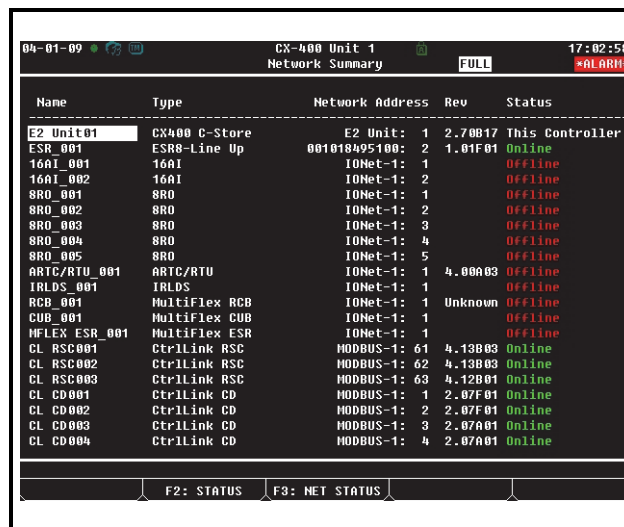 04-01-09 CX-400 Unit 1 17:02:58
Network Summary FULL *ALARM*
Name Type Network Address Rev Status
E2 Unit01 CX400 C-Store E2 Unit: 1 2.70B17 This Controller
ESR_001 ESR8-Line Up 001018495100: 2 1.01F01 Online
16AI_001 16AI IONet-1: 1 Offline
16AI_002 16AI IONet-1: 2 Offline
8RO_001 8RO IONet-1: 1 Offline
8RO_002 8RO IONet-1: 2 Offline
8RO_003 8RO IONet-1: 3 Offline
8RO_004 8RO IONet-1: 4 Offline
8RO_005 8RO IONet-1: 5 Offline
ARTC/RTU_001 ARTC/RTU IONet-1: 1 4.00A03 Offline
IRLDS_001 IRLDS IONet-1: 1 Offline
RCB_001 MultiFlex RCB IONet-1: 1 Unknown Offline
CUB_001 MultiFlex CUB IONet-1: 1 Offline
MFLEX ESR_001 MultiFlex ESR IONet-1: 1 Offline
CL RSC001 CtrlLink RSC MODBUS-1: 61 4.13B03 Online
CL RSC002 CtrlLink RSC MODBUS-1: 62 4.13B03 Online
CL RSC003 CtrlLink RSC MODBUS-1: 63 4.12B01 Online
CL CD001 CtrlLink CD MODBUS-1: 1 2.07F01 Online
CL CD002 CtrlLink CD MODBUS-1: 2 2.07F01 Online
CL CD003 CtrlLink CD MODBUS-1: 3 2.07A01 Online
CL CD004 CtrlLink CD MODBUS-1: 4 2.07A01 Online
F2: STATUS F3: NET STATUS